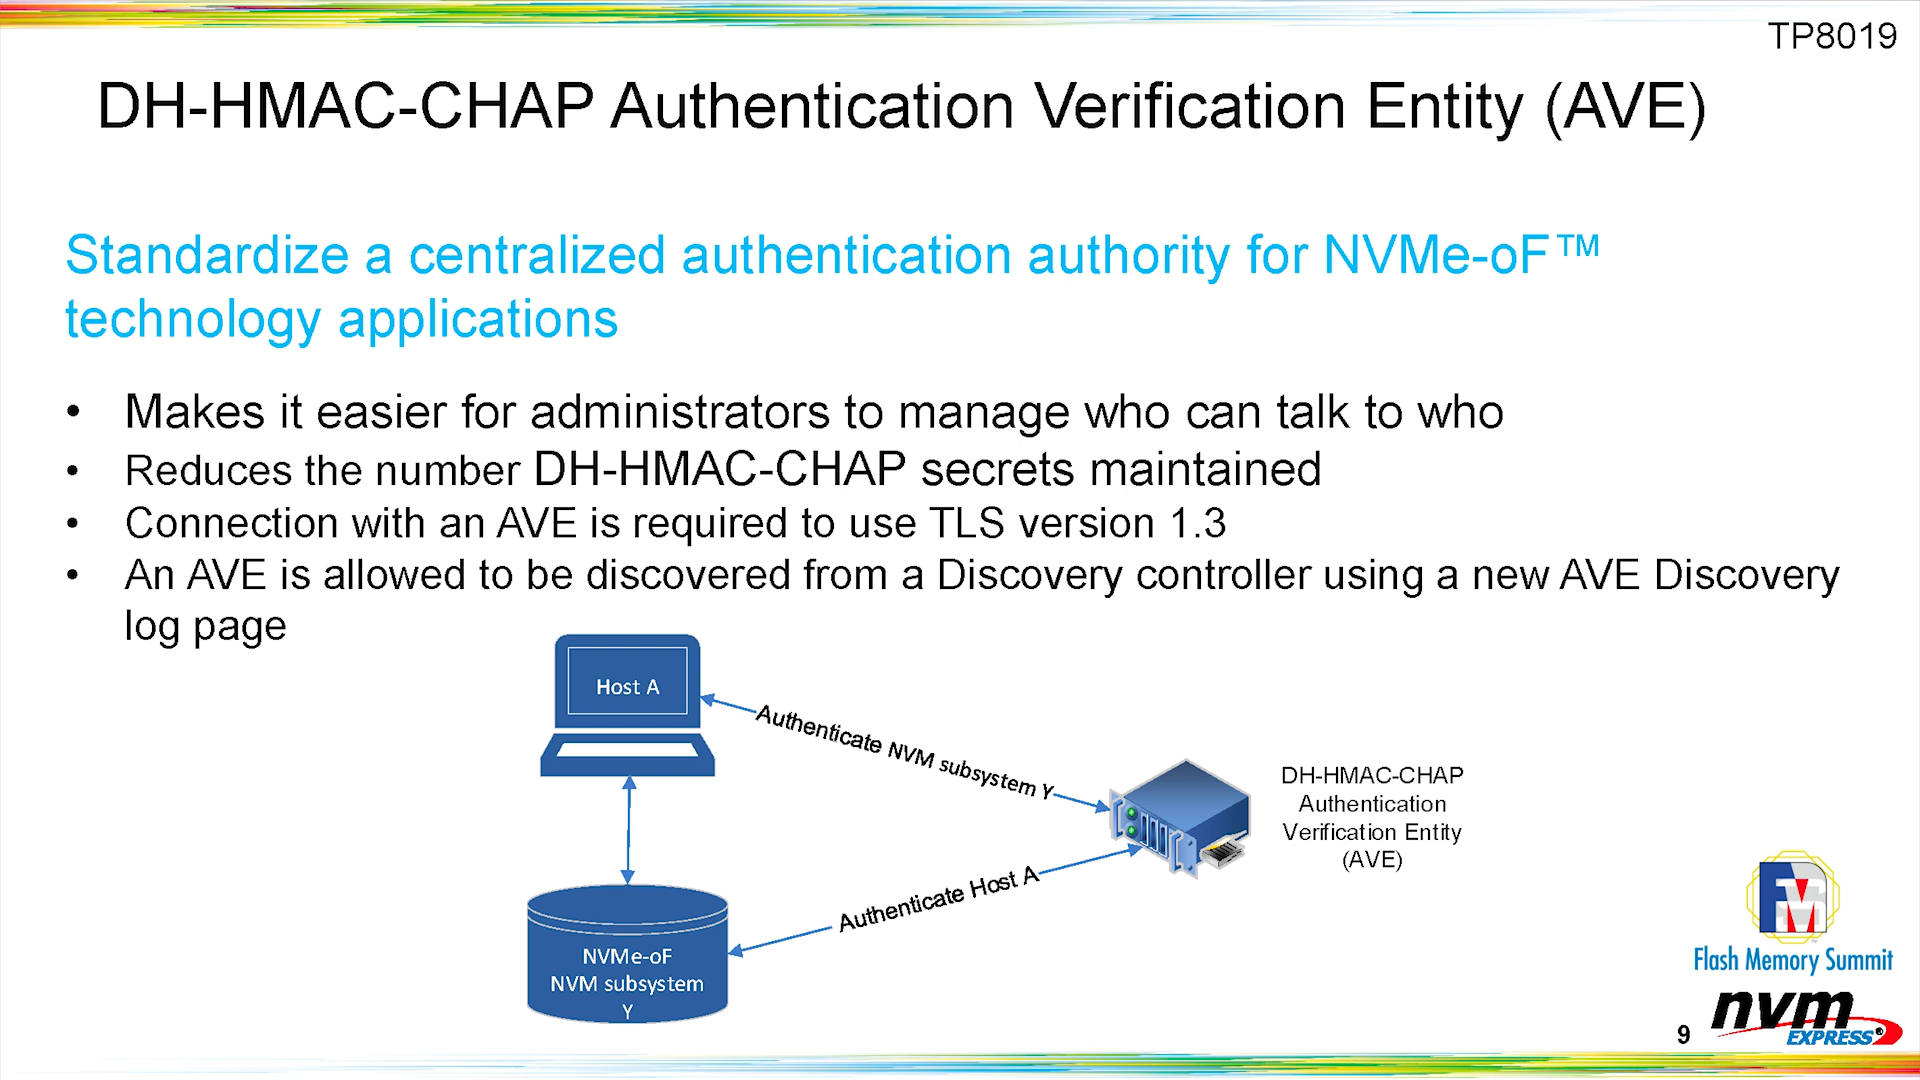 TP8019
DH-HMAC-CHAP Authentication Verification Entity (AVE)
Standardize a centralized authentication authority for NVMe-oF™
technology applications
• Makes it easier for administrators to manage who can talk to who
• Reduces the number DH-HMAC-CHAP secrets maintained
• Connection with an AVE is required to use TLS version 1.3
• An AVE is allowed to be discovered from a Discovery controller using a new AVE Discovery
log page
Host A
Authenticate NVM subsystem Y
DH-HMAC-CHAP
Authentication
Verification Entity
(AVE)
Authenticate Host A
NVMe-oF
NVM subsystem
Y
FM
Flash Memory Summit
nvm
EXPRESS®
9